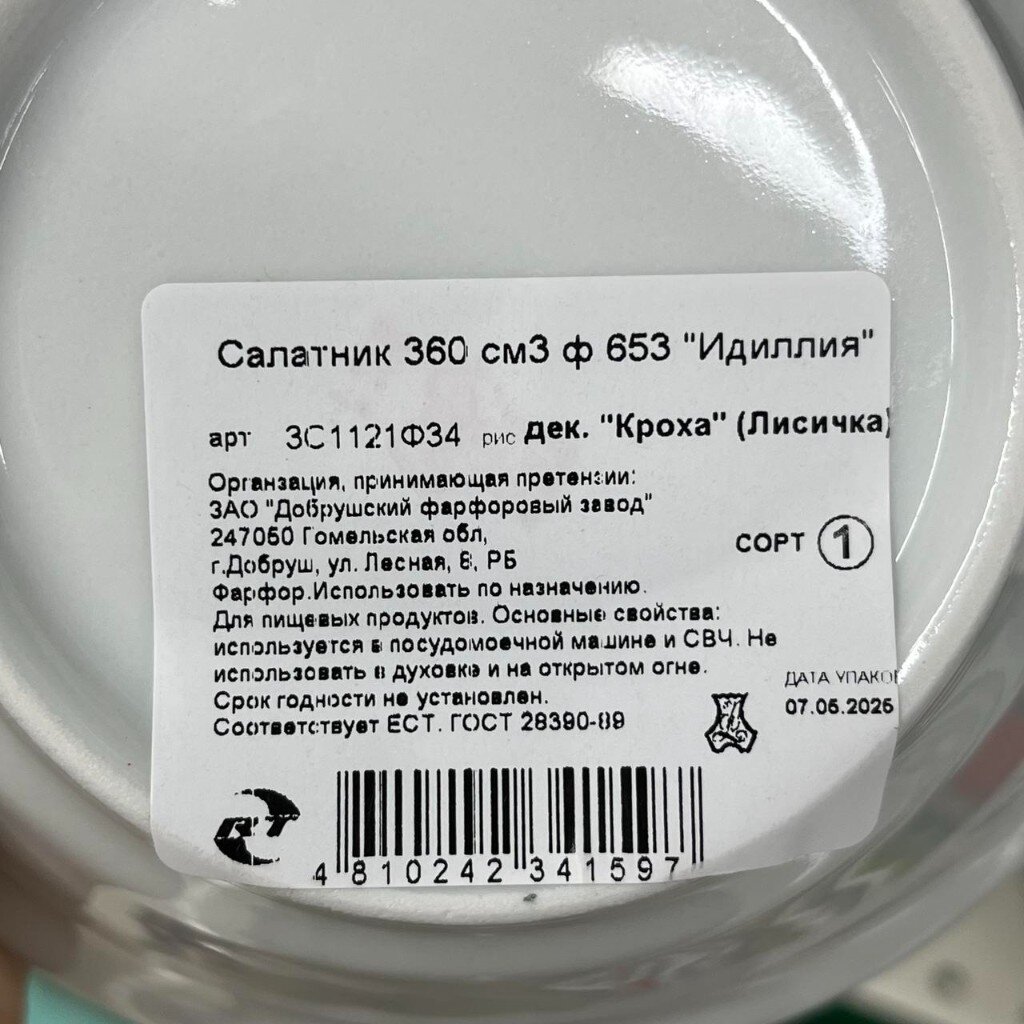 Салатник 360 см3 ф 653 "Идиллия"
арт 3С1121Ф34 рис дек. "Кроха" (Лисичка)
Органзация, принимающая претензии:
ЗАО "Добрушский фарфоровый завод"
247050 Гомельская обл,
г.Добруш, ул. Лесная, 8, РБ
СОРТ 1
Фарфор.Использовать по назначению.
Для пищевых продуктов. Основные свойства:
используется в посудомоечной машине и СВЧ. Не
использовать в духовке и на открытом огне.
Срок годности не установлен.
Соответствует ЕСТ. ГОСТ 28390-89
ДАТА УПАКОВ
07.05.2025
4 810242 341597